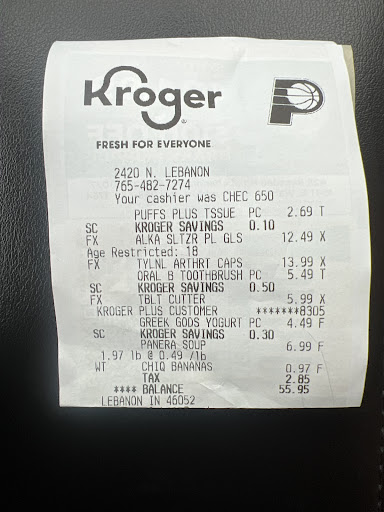 Kroger
®
P
FRESH FOR EVERYONE
2420 N. LEBANON
765-482-7274
Your cashier was CHEC 650
PUFFS PLUS TSSUE PC 2.69 T
SC KROGER SAVINGS 0.10
FX ALKA SLTZR PL GLS 12.49 X
Age Restricted: 18
FX TYLNL ARTHRT CAPS 13.99 X
ORAL B TOOTHBRUSH PC 5.49 T
SC KROGER SAVINGS 0.50
FX TBLT CUTTER 5.99 X
KROGER PLUS CUSTOMER *******8305
GREEK GODS YOGURT PC 4.49 F
SC KROGER SAVINGS 0.30
PANERA SOUP 6.99 F
1.97 lb @ 0.49 /lb
WT CHIQ BANANAS 0.97 F
TAX 2.85
**** BALANCE 55.95
LEBANON IN 46052